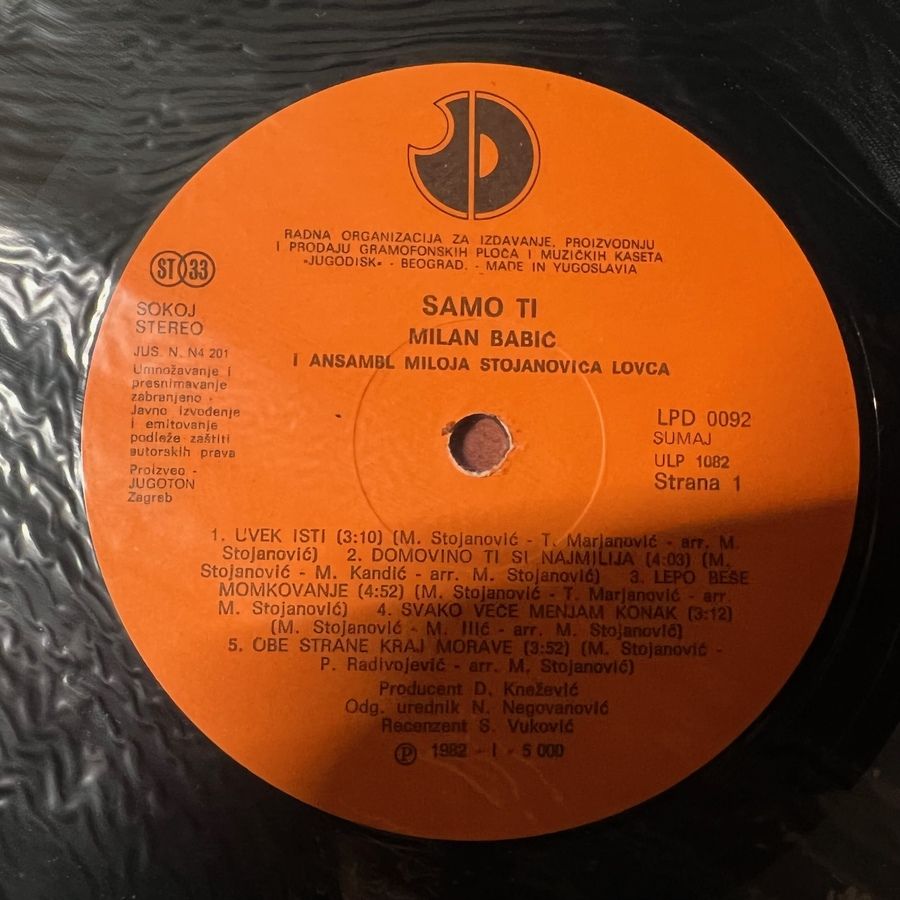 JD
RADNA ORGANIZACIJA ZA IZDAVANJE, PROIZVODNJU
I PRODAJU GRAMOFONSKIH PLOČA I MUZIČKIH KASETA
»JUGODISK« - BEOGRAD. - MADE IN YUGOSLAVIA
ST 33
SOKOJ
STEREO
JUS. N. N4 201
Umnožavanje i
presnimavanje
zabranjeno -
Javno izvođenje
i emitovanje
podleže zaštiti
autorskih prava
Proizveo -
JUGOTON
Zagreb
SAMO TI
MILAN BABIĆ
I ANSAMBL MILOJA STOJANOVIĆA LOVCA
LPD 0092
SUMAJ
ULP 1082
Strana 1
1. UVEK ISTI (3:10) (M. Stojanović - T. Marjanović - arr. M.
Stojanović) 2. DOMOVINO TI SI NAJMILIJA (4:03) (M.
Stojanović - M. Kandić - arr. M. Stojanović) 3. LEPO BEŠE
MOMKOVANJE (4:52) (M. Stojanović - T. Marjanović - arr.
M. Stojanović) 4. SVAKO VEČE MENJAM KONAK (3:12)
(M. Stojanović - M. Ilić - arr. M. Stojanović)
5. OBE STRANE KRAJ MORAVE (3:52) (M. Stojanović -
P. Radivojević - arr. M. Stojanović)
Producent D. Knežević
Odg. urednik N. Negovanović
Recenzent S. Vuković
℗ 1982 - I - 5 000